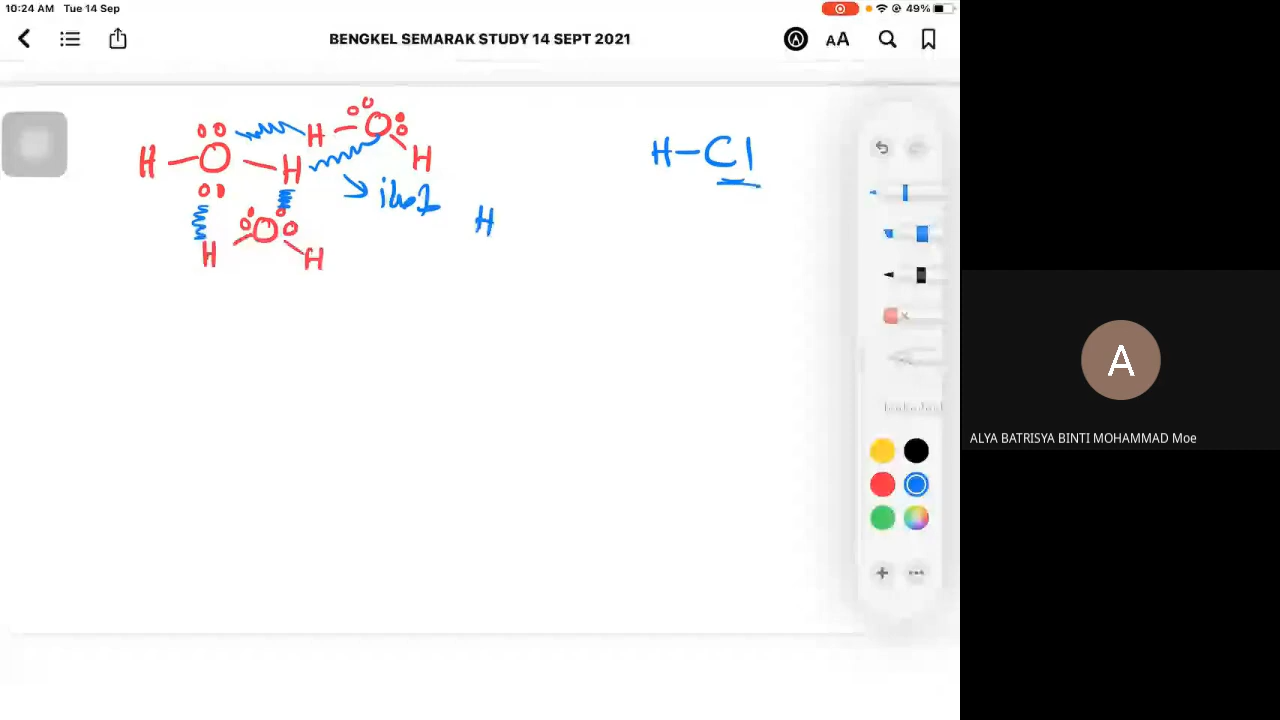 10:24 AM Tue 14 Sep
49%
BENGKEL SEMARAK STUDY 14 SEPT 2021
AA
H O H
H O H
H O H
H
H-Cl
A
ALYA BATRISYA BINTI MOHAMMAD Moe